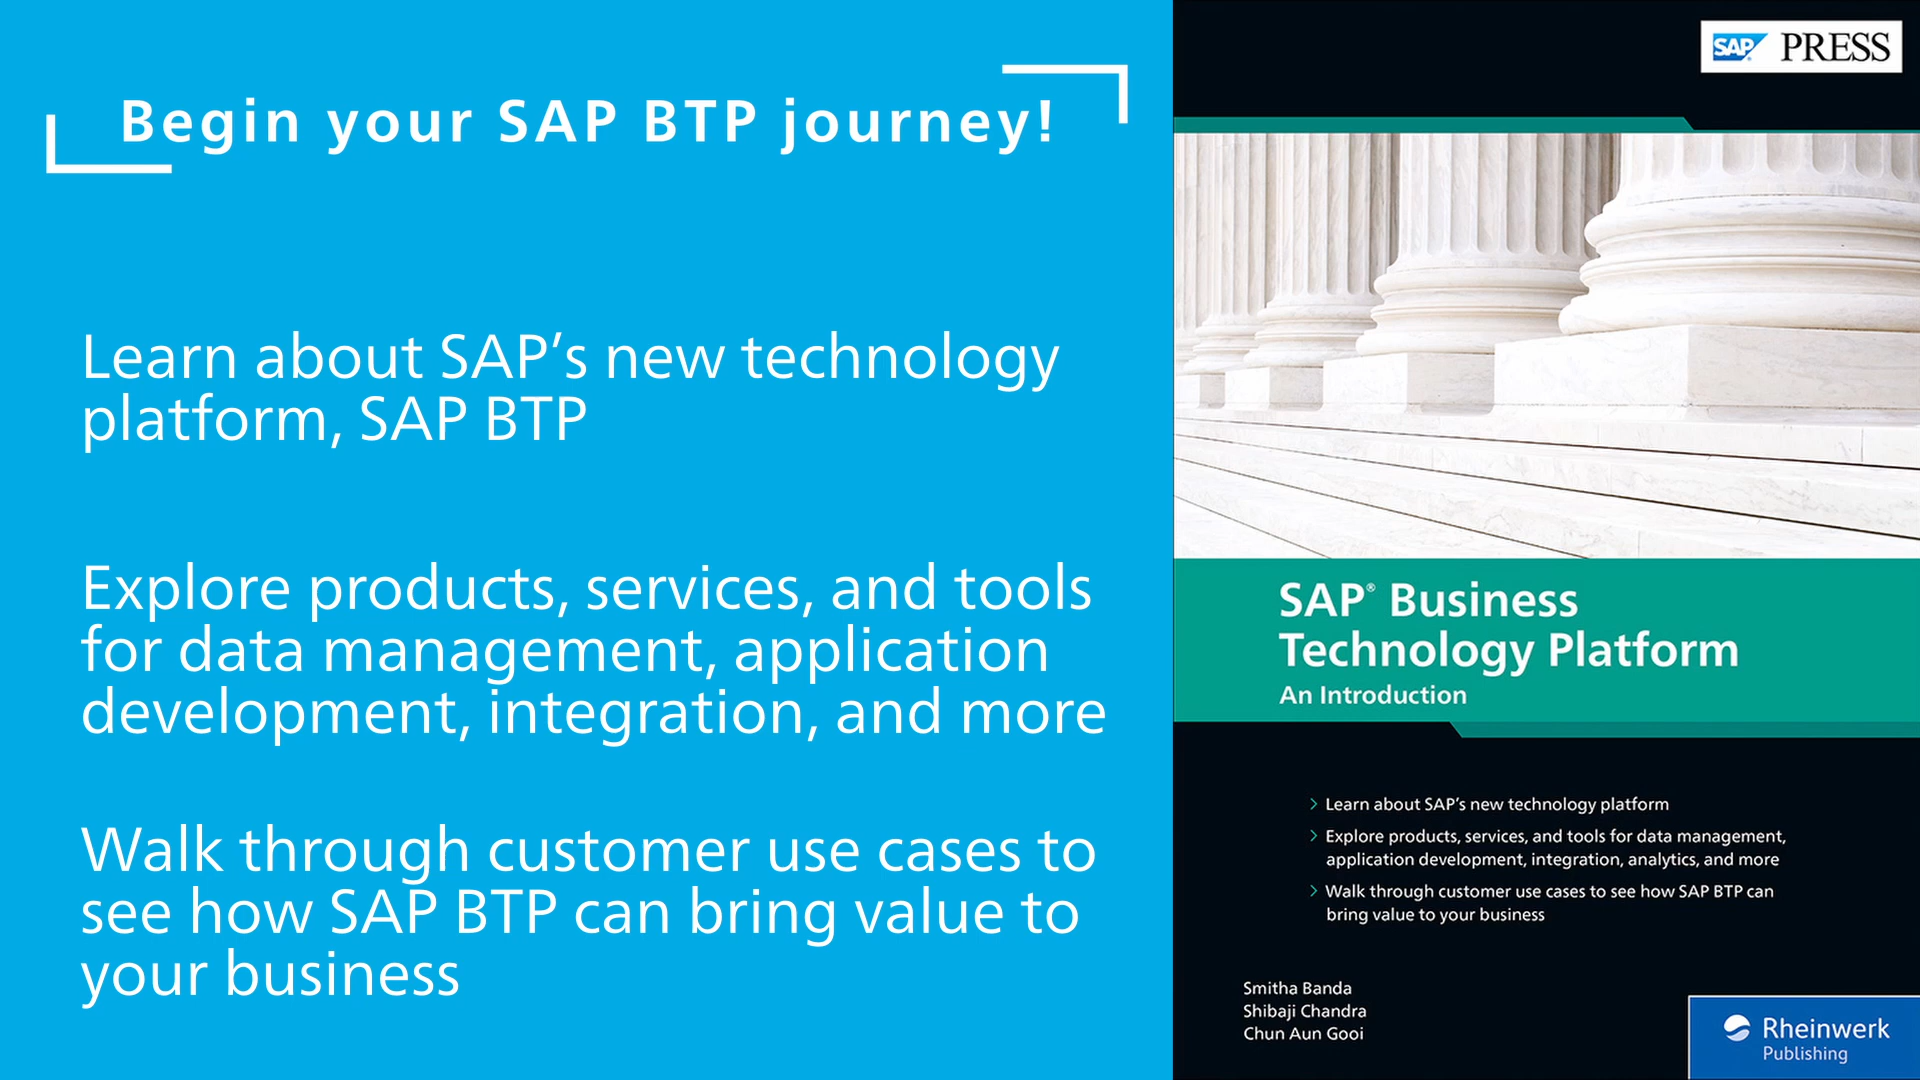 Begin your SAP BTP journey!
Learn about SAP’s new technology
platform, SAP BTP
Explore products, services, and tools
for data management, application
development, integration, and more
Walk through customer use cases to
see how SAP BTP can bring value to
your business
SAP® PRESS
SAP® Business
Technology Platform
An Introduction
> Learn about SAP’s new technology platform
> Explore products, services, and tools for data management,
application development, integration, analytics, and more
> Walk through customer use cases to see how SAP BTP can
bring value to your business
Smitha Banda
Shibaji Chandra
Chun Aun Gooi
Rheinwerk
Publishing